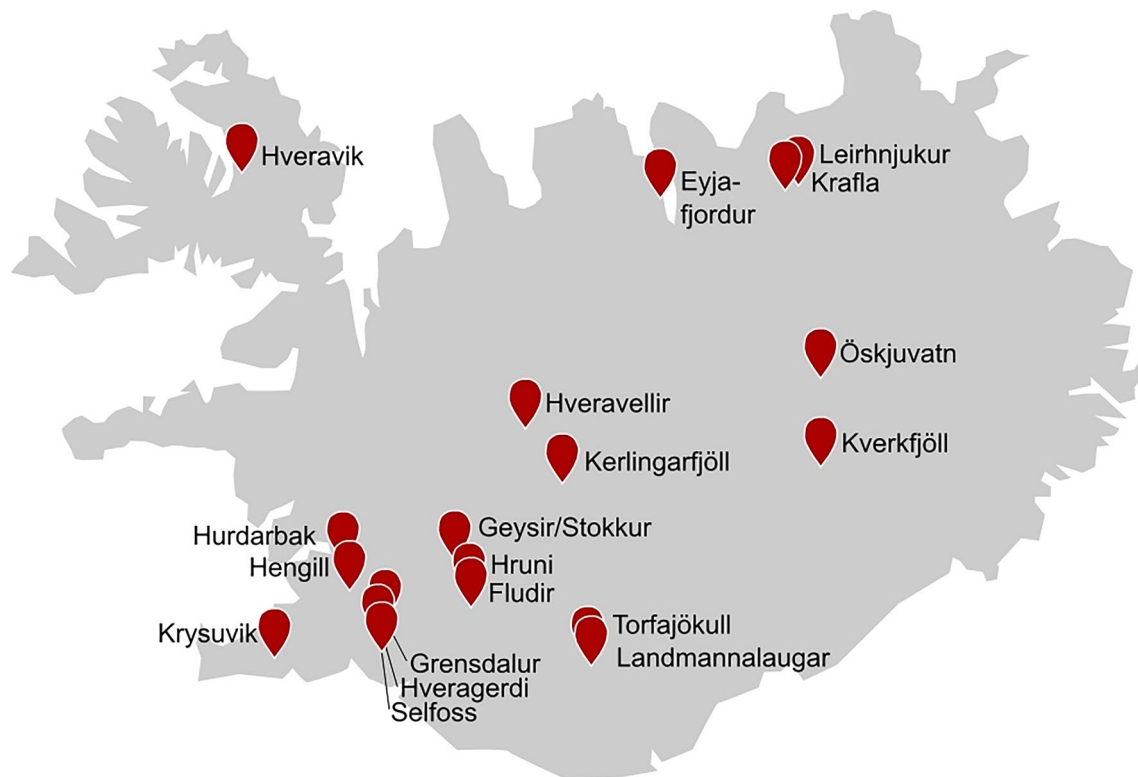 Hveravik
Leirhnjukur
Krafla
Eyja-
fjordur
Öskjuvatn
Hveravellir
Kverkfjöll
Kerlingarfjöll
Geysir/Stokkur
Hurdarbak
Hruni
Hengill
Fludir
Krysuvik
Torfajökull
Landmannalaugar
Grensdalur
Hveragerdi
Selfoss